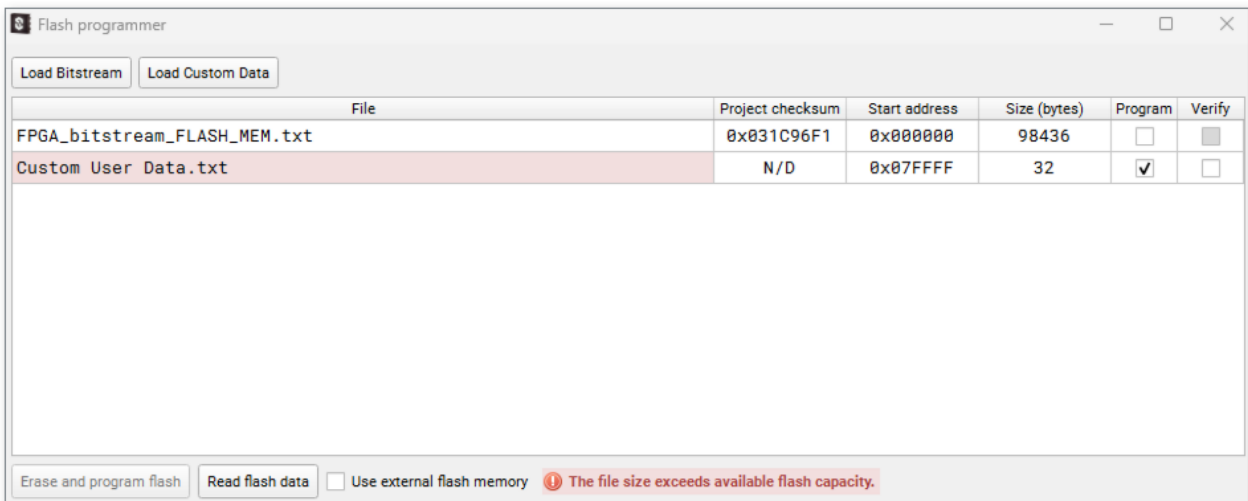 Flash programmer
Load Bitstream Load Custom Data
File Project checksum Start address Size (bytes) Program Verify
FPGA_bitstream_FLASH_MEM.txt 0x031C96F1 0x000000 98436
Custom User Data.txt N/D 0x07FFFF 32
Erase and program flash Read flash data Use external flash memory The file size exceeds available flash capacity.